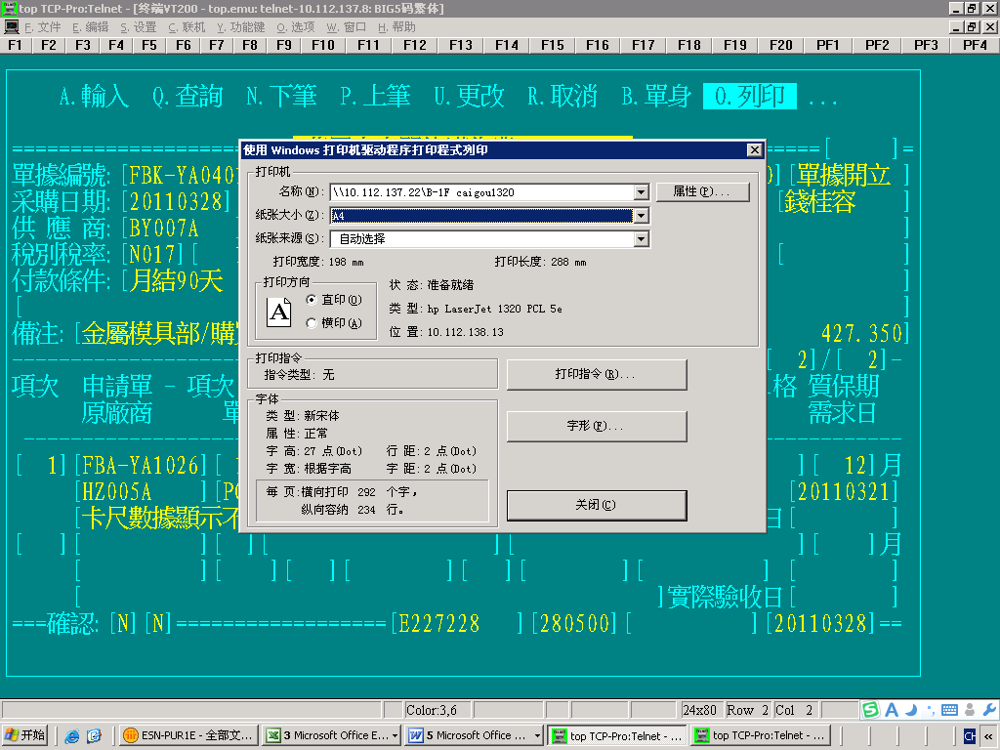 top TCP-Pro:Telnet - [终端VT200 - top.emu: telnet-10.112.137.8: BIG5码繁体]
F. 文件 E. 编辑 S. 设置 C. 联机 Y. 功能键 O. 选项 W. 窗口 H. 帮助
F1 F2 F3 F4 F5 F6 F7 F8 F9 F10 F11 F12 F13 F14 F15 F16 F17 F18 F19 F20 PF1 PF2 PF3 PF4
A.輸入 Q.查詢 N.下筆 P.上筆 U.更改 R.取消 B.單身 O.列印 ...
單據編號: [FBK-YA040 0] [單據開立 ]
采購日期: [20110328] [錢桂容 ]
供 應 商: [BY007A ]
稅別稅率: [N017] [ [ ]
付款條件: [月結90天 ]
[ ]
備注: [金屬模具部/購 427.350]
[ 2]/[ 2]-
項次 申請單 - 項次 格 質保期
原廠商 單 需求日
[ 1] [FBA-YA1026] [ ] [ 12]月
[HZ005A ] [PC [20110321]
[卡尺數據顯示不 日[ ]
[ ] [ ] [ ] [ ] [ ]月
[ ] [ ] [ ] [ ] [ ] [ ] [ ] [ ]
[ ]實際驗收日[ ]
===確認: [N] [N]==================[E227228 ] [280500] [ ] [20110328]==
使用 Windows 打印机驱动程序打印程式列印
打印机
名称(N): \\10.112.137.22\B-1F caigou1320 属性(P)...
纸张大小(Z): A4
纸张来源(S): 自动选择
打印宽度: 198 mm 打印长度: 288 mm
打印方向
A
直印(O)
横印(A)
状 态: 准备就绪
类 型: hp LaserJet 1320 PCL 5e
位 置: 10.112.138.13
打印指令
指令类型: 无
打印指令(R)...
字体
类 型: 新宋体
属 性: 正常
字 高: 27 点(Dot) 行 距: 2 点(Dot)
字 宽: 根据字高 字 距: 2 点(Dot)
每 页: 横向打印 292 个字，
纵向容纳 234 行。
字形(F)...
关闭(C)
Color:3,6 24x80 Row 2 Col 2
开始 ESN-PUR1E - 全部文... 3 Microsoft Office E... 5 Microsoft Office ... top TCP-Pro:Telnet - ... top TCP-Pro:Telnet - ... CH «